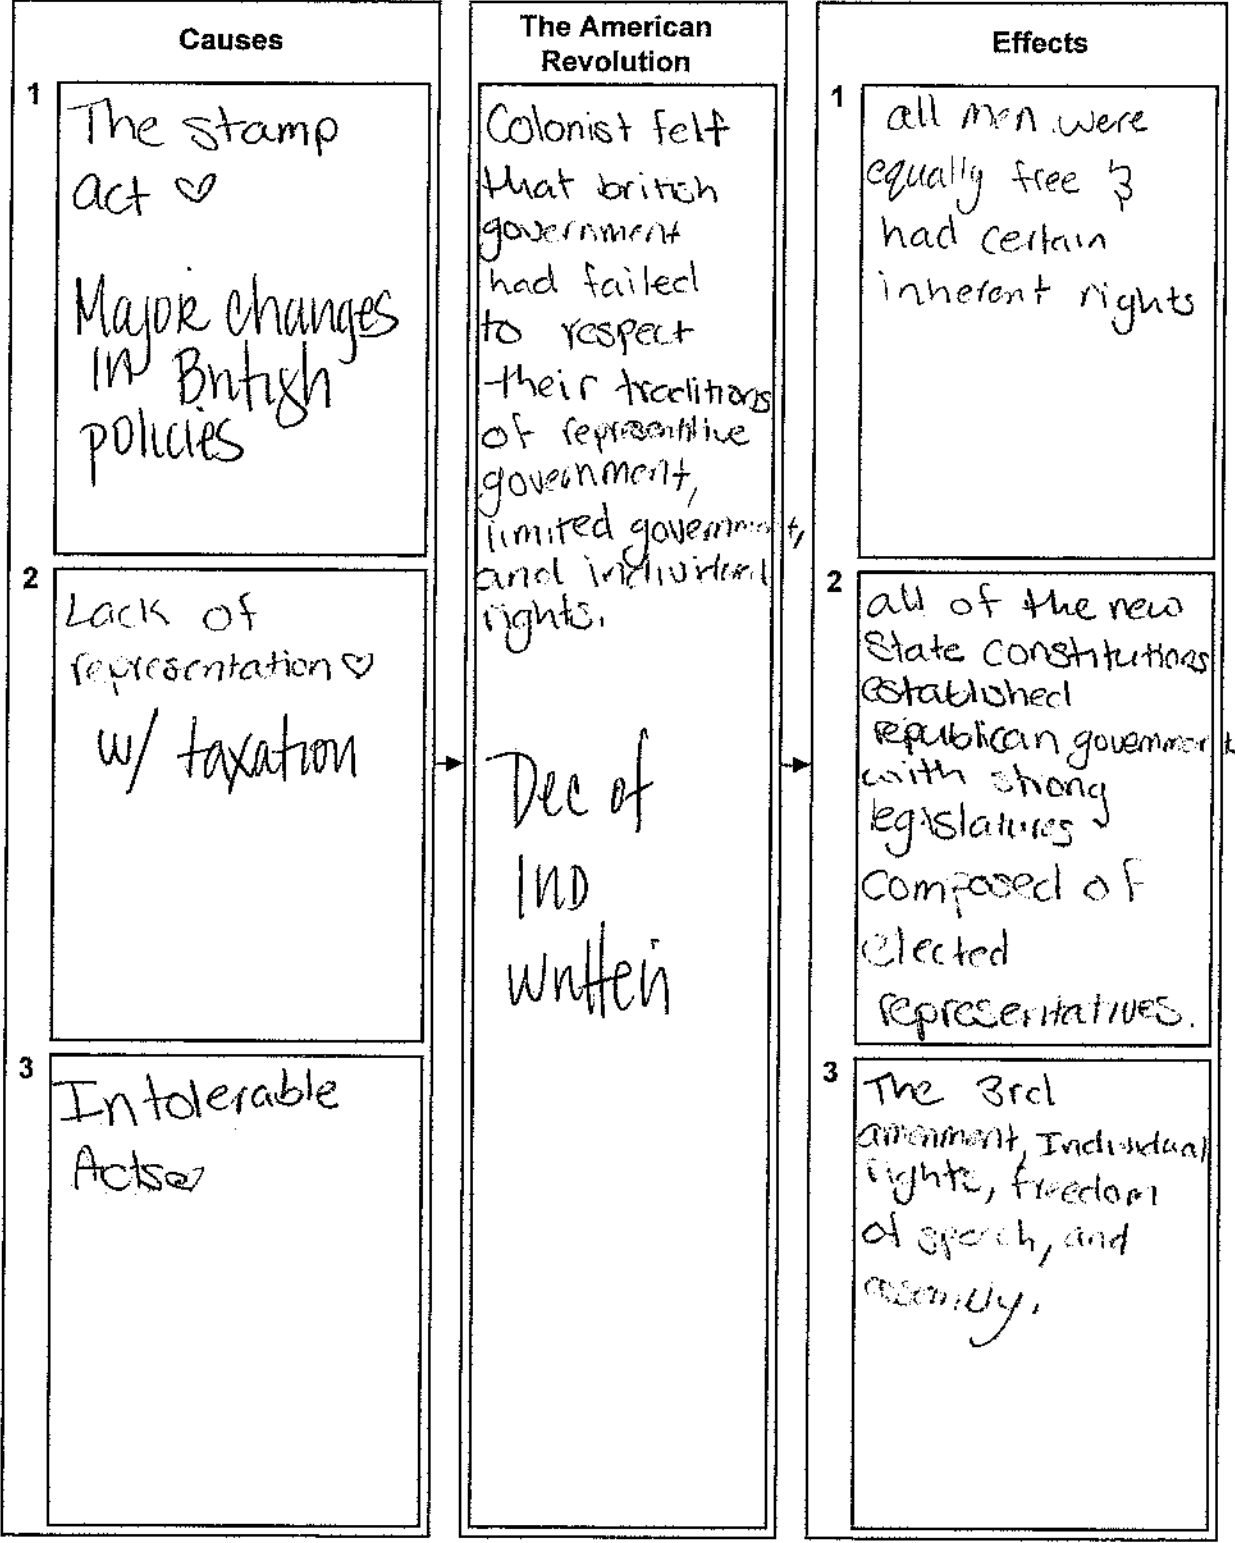 Causes
1
The stamp
act ♡
Major changes
in British
policies
2
Lack of
representation ♡
w/ taxation
3
Intolerable
Acts♡
The American
Revolution
Colonist felt
that british
government
had failed
to respect
their traditions
of representitive
government,
limited government,
and individual
rights.
Dec of
IND
written
Effects
1
all men were
equally free &
had certain
inherent rights
2
all of the new
State constitutions
established
republican government
with strong
legislatures
composed of
elected
representatives.
3
The 3rd
amenment, Individual
rights, freedom
of speech, and
assembly.